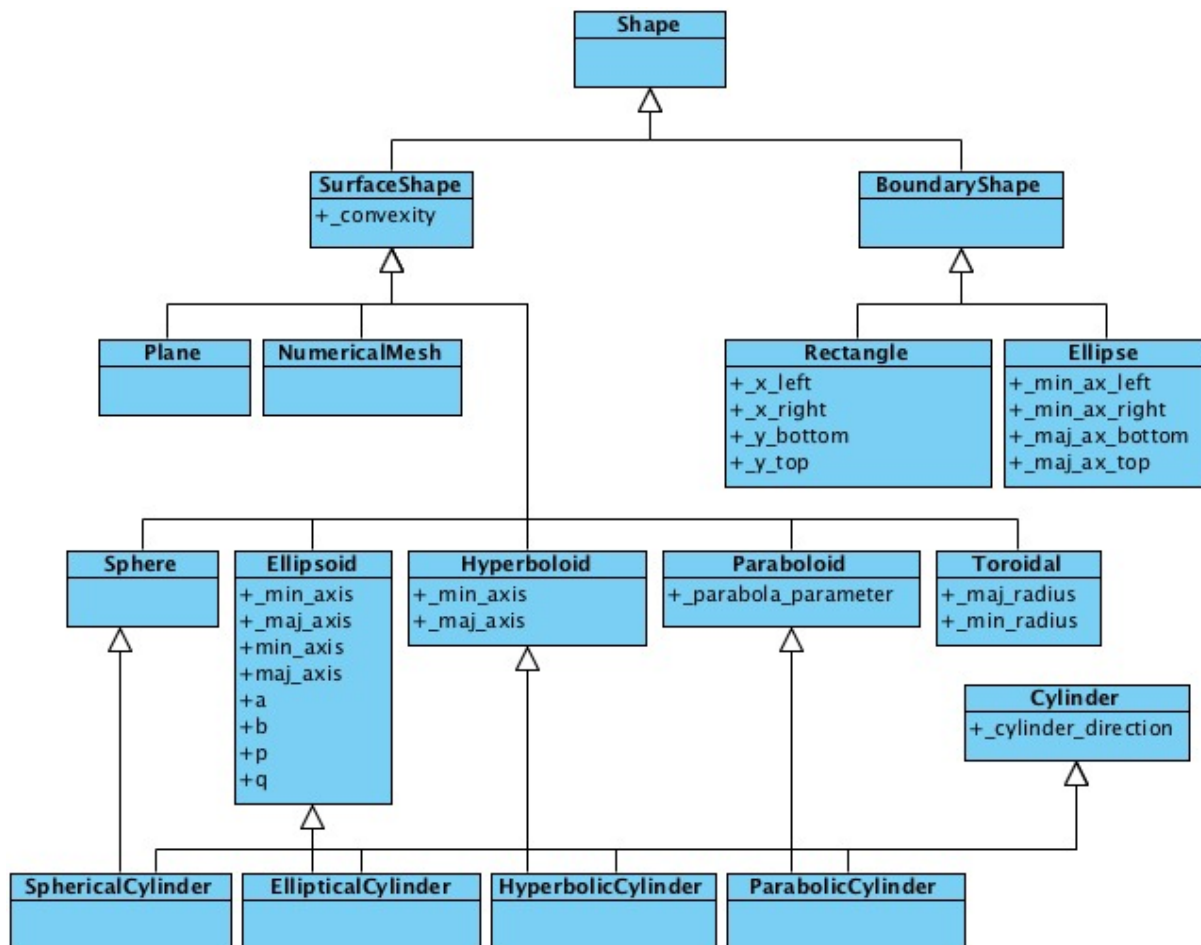 Shape
SurfaceShape
+_convexity
BoundaryShape
Plane
NumericalMesh
Rectangle
+_x_left
+_x_right
+_y_bottom
+_y_top
Ellipse
+_min_ax_left
+_min_ax_right
+_maj_ax_bottom
+_maj_ax_top
Sphere
Ellipsoid
+_min_axis
+_maj_axis
+min_axis
+maj_axis
+a
+b
+p
+q
Hyperboloid
+_min_axis
+_maj_axis
Paraboloid
+_parabola_parameter
Toroidal
+_maj_radius
+_min_radius
Cylinder
+_cylinder_direction
SphericalCylinder
EllipticalCylinder
HyperbolicCylinder
ParabolicCylinder